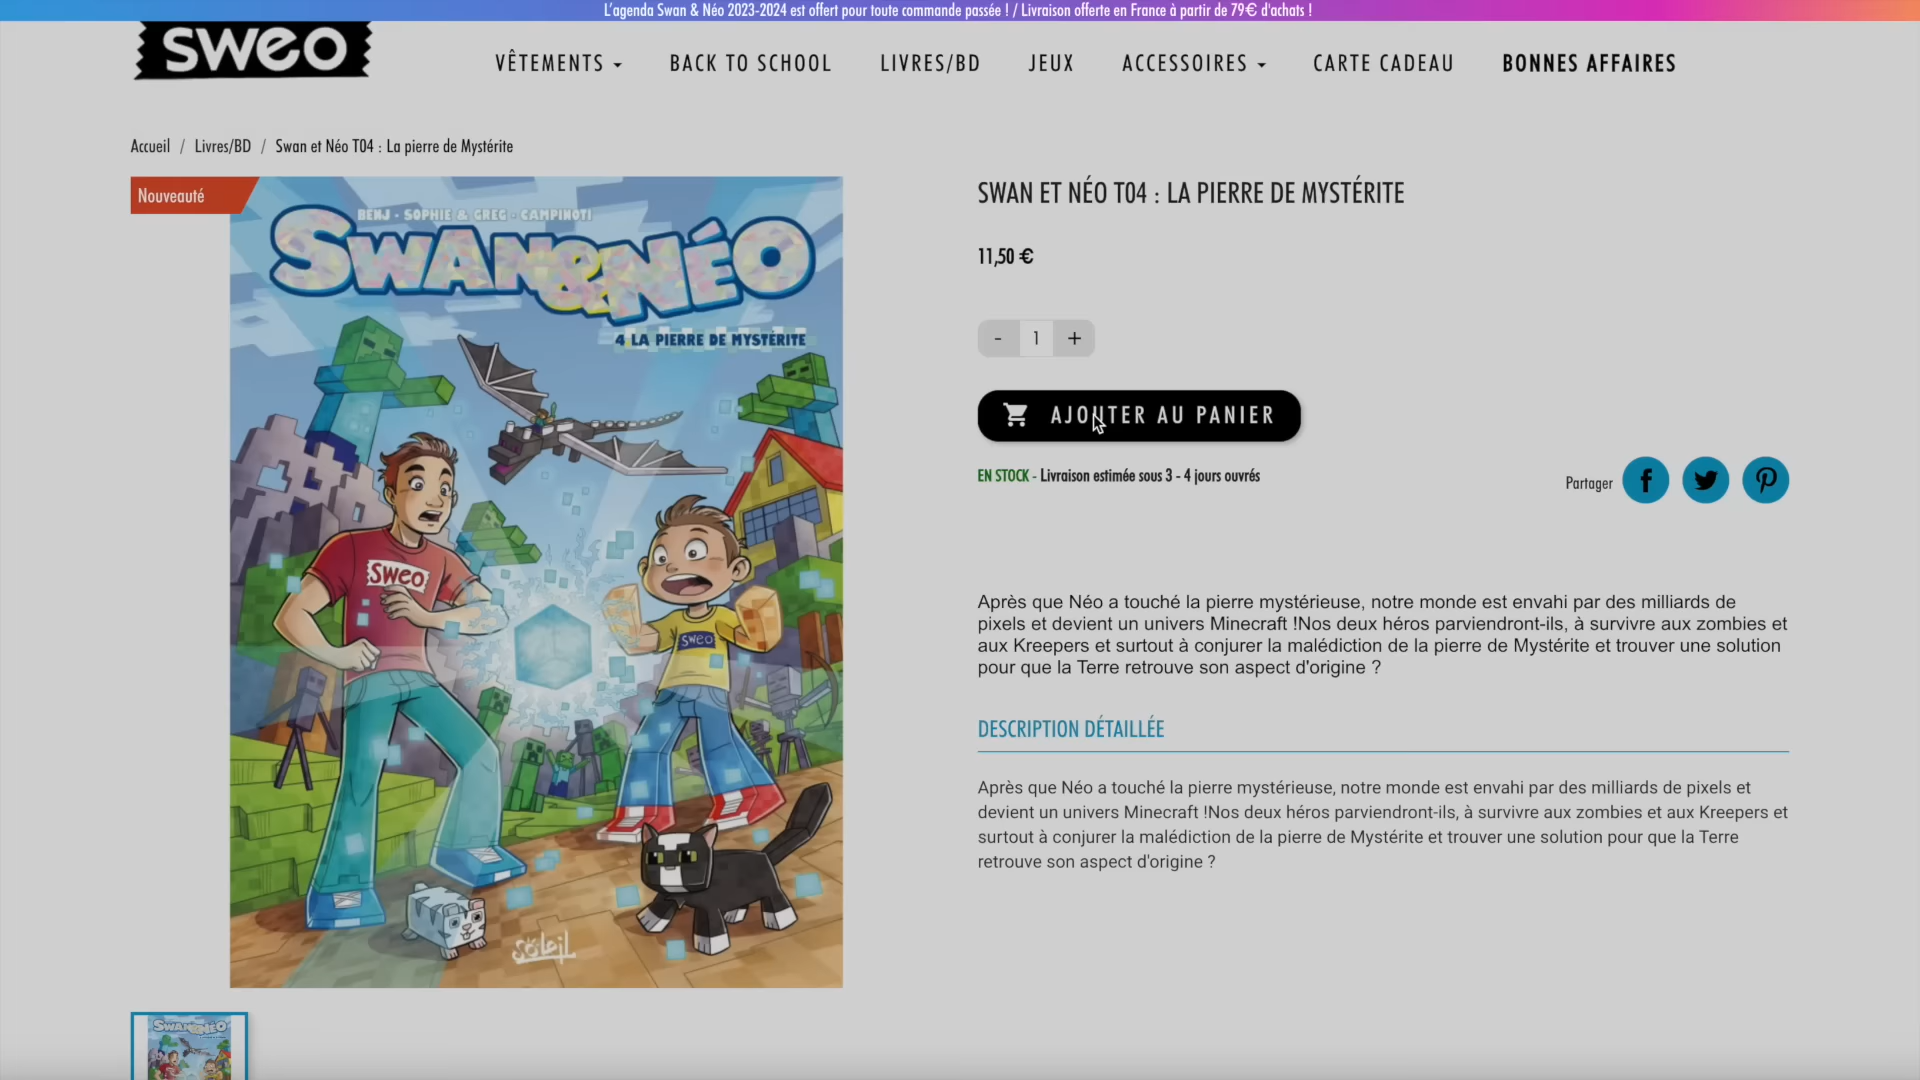 L'agenda Swan & Néo 2023-2024 est offert pour toute commande passée ! / Livraison offerte en France à partir de 79€ d'achats !
Sweo
VÊTEMENTS
BACK TO SCHOOL
LIVRES/BD
JEUX
ACCESSOIRES
CARTE CADEAU
BONNES AFFAIRES
Accueil / Livres/BD / Swan et Néo T04 : La pierre de Mystérite
Nouveauté
BENJ - SOPHIE & GREG - CAMPINOTI
SWAN&NÉO
4 LA PIERRE DE MYSTÉRITE
Sweo
Sweo
Soleil
SWAN ET NÉO T04 : LA PIERRE DE MYSTÉRITE
11,50 €
- 1 +
AJOUTER AU PANIER
EN STOCK - Livraison estimée sous 3 - 4 jours ouvrés
Partager
Après que Néo a touché la pierre mystérieuse, notre monde est envahi par des milliards de
pixels et devient un univers Minecraft !Nos deux héros parviendront-ils, à survivre aux zombies et
aux Kreepers et surtout à conjurer la malédiction de la pierre de Mystérite et trouver une solution
pour que la Terre retrouve son aspect d'origine ?
DESCRIPTION DÉTAILLÉE
Après que Néo a touché la pierre mystérieuse, notre monde est envahi par des milliards de pixels et
devient un univers Minecraft !Nos deux héros parviendront-ils, à survivre aux zombies et aux Kreepers et
surtout à conjurer la malédiction de la pierre de Mystérite et trouver une solution pour que la Terre
retrouve son aspect d'origine ?
SWAN&NÉO